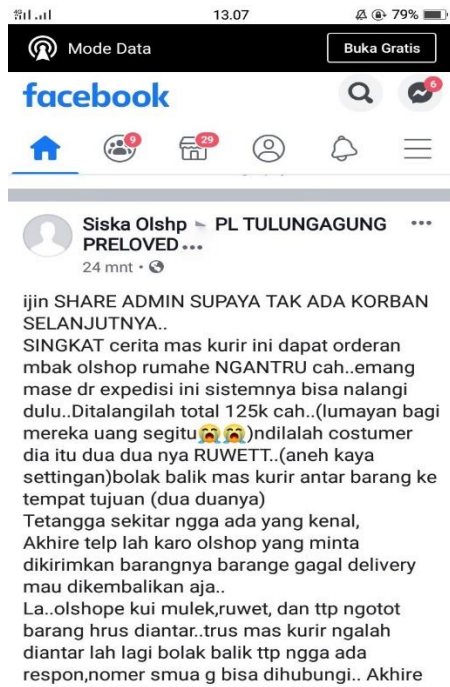 13.07
79%
Mode Data
Buka Gratis
facebook
6
9
29
Siska Olshp ▸ PL TULUNGAGUNG
PRELOVED...
24 mnt •
ijin SHARE ADMIN SUPAYA TAK ADA KORBAN
SELANJUTNYA..
SINGKAT cerita mas kurir ini dapat orderan
mbak olshop rumahe NGANTRU cah..emang
mase dr expedisi ini sistemnya bisa nalangi
dulu..Ditalangilah total 125k cah..(lumayan bagi
mereka uang segitu😭😭)ndilalah costumer
dia itu dua dua nya RUWETT..(aneh kaya
settingan)bolak balik mas kurir antar barang ke
tempat tujuan (dua duanya)
Tetangga sekitar ngga ada yang kenal,
Akhire telp lah karo olshop yang minta
dikirimkan barangnya barange gagal delivery
mau dikembalikan aja..
La..olshope kui mulek,ruwet, dan ttp ngotot
barang hrus diantar..trus mas kurir ngalah
diantar lah lagi bolak balik ttp ngga ada
respon,nomer smua g bisa dihubungi.. Akhire